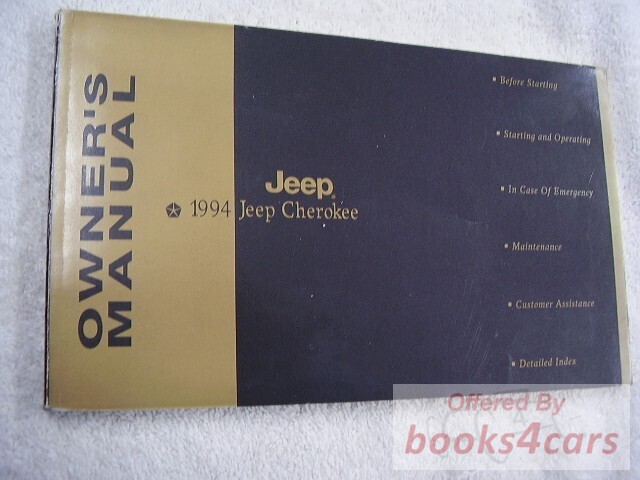 OWNER'S
MANUAL
Jeep®
1994 Jeep Cherokee
▪ Before Starting
▪ Starting and Operating
▪ In Case Of Emergency
▪ Maintenance
▪ Customer Assistance
▪ Detailed Index
Offered By
books4cars